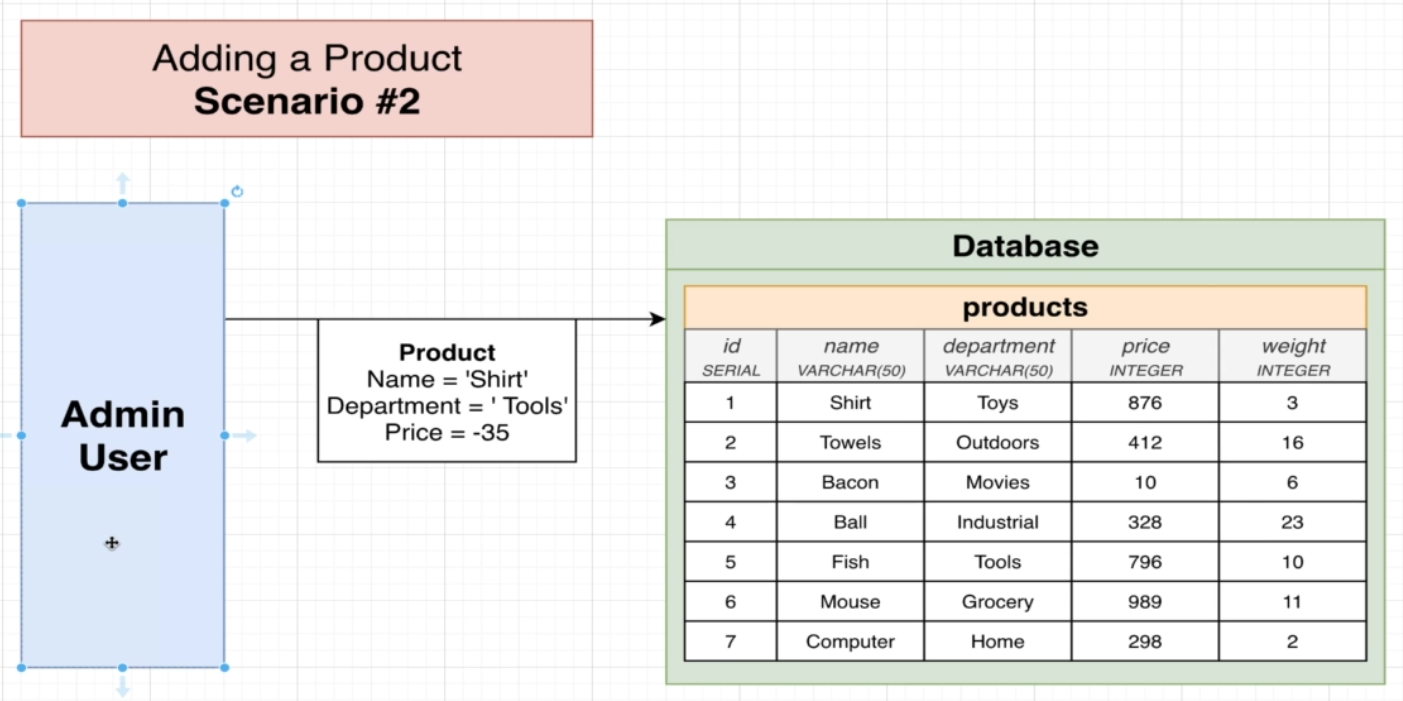 Adding a Product
Scenario #2
Admin
User
Product
Name = 'Shirt'
Department = ' Tools'
Price = -35
Database
products
id name department price weight
SERIAL VARCHAR(50) VARCHAR(50) INTEGER INTEGER
1 Shirt Toys 876 3
2 Towels Outdoors 412 16
3 Bacon Movies 10 6
4 Ball Industrial 328 23
5 Fish Tools 796 10
6 Mouse Grocery 989 11
7 Computer Home 298 2